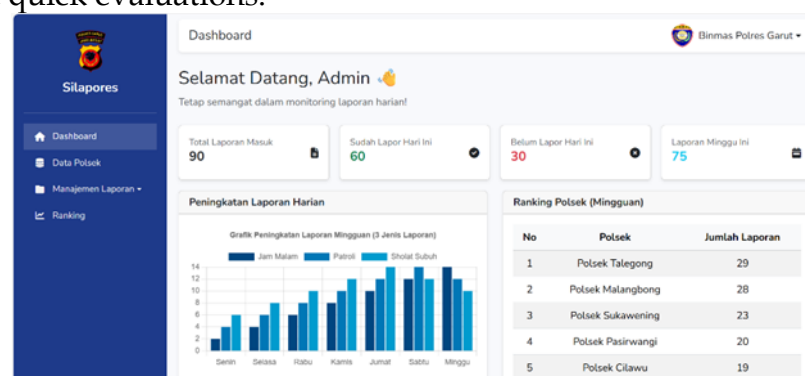 quick evaluations.
Silapores
Dashboard
Data Polsek
Manajemen Laporan
Ranking
Dashboard
Binmas Polres Garut
Selamat Datang, Admin 👋
Tetap semangat dalam monitoring laporan harian!
Total Laporan Masuk
90
Sudah Lapor Hari Ini
60
Belum Lapor Hari Ini
30
Laporan Minggu Ini
75
Peningkatan Laporan Harian
Grafik Peningkatan Laporan Mingguan (3 Jenis Laporan)
Jam Malam Patroli Sholat Subuh
14
12
10
8
6
4
2
0
Senin Selasa Rabu Kamis Jumat Sabtu Minggu
Ranking Polsek (Mingguan)
No Polsek Jumlah Laporan
1 Polsek Talegong 29
2 Polsek Malangbong 28
3 Polsek Sukawening 23
4 Polsek Pasirwangi 20
5 Polsek Cilawu 19